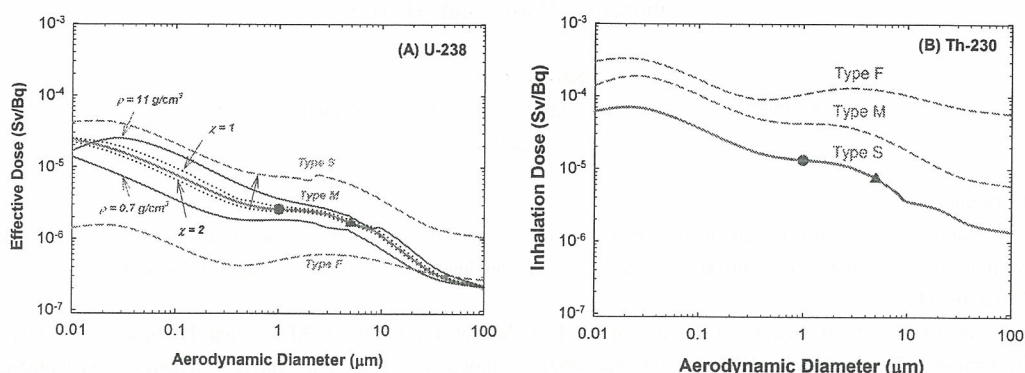 10⁻³
10⁻⁴
10⁻⁵
10⁻⁶
10⁻⁷
Effective Dose (Sv/Bq)
(A) U-238
ρ = 11 g/cm³
χ = 1
Type S
Type M
ρ = 0.7 g/cm³
χ = 2
Type F
0.01 0.1 1 10 100
Aerodynamic Diameter (μm)
10⁻³
10⁻⁴
10⁻⁵
10⁻⁶
10⁻⁷
Inhalation Dose (Sv/Bq)
(B) Th-230
Type F
Type M
Type S
0.01 0.1 1 10 100
Aerodynamic Diameter (μm)